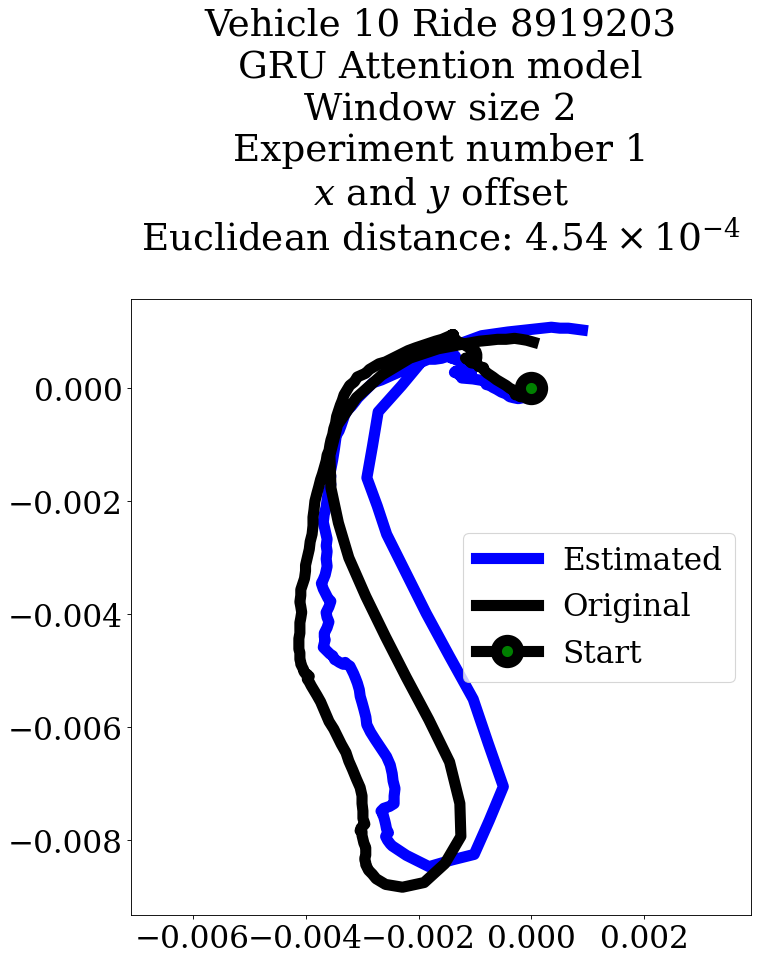 Vehicle 10 Ride 8919203
GRU Attention model
Window size 2
Experiment number 1
x and y offset
Euclidean distance: 4.54 × 10⁻⁴
0.000
−0.002
−0.004
−0.006
−0.008
Estimated
Original
Start
−0.006 −0.004 −0.002 0.000 0.002